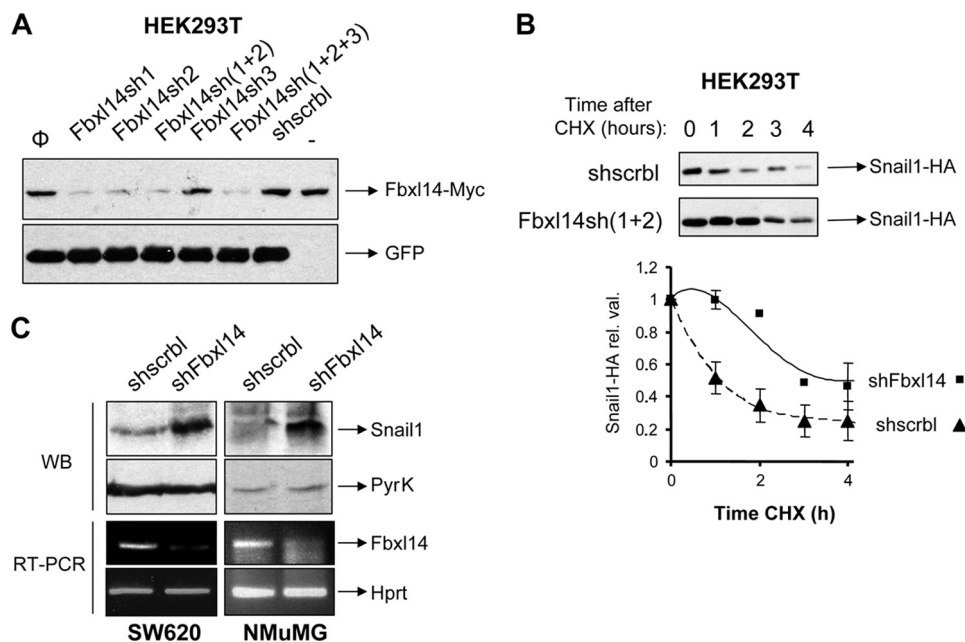 A
HEK293T
Φ
Fbxl14sh1
Fbxl14sh2
Fbxl14sh(1+2)
Fbxl14sh3
Fbxl14sh(1+2+3)
shscrbl
-
Fbxl14-Myc
GFP
B
HEK293T
Time after
CHX (hours):
0 1 2 3 4
shscrbl
Snail1-HA
Fbxl14sh(1+2)
Snail1-HA
Snail1-HA rel. val.
1.2
1
0.8
0.6
0.4
0.2
0
0 2 4
Time CHX (h)
shFbxl14
shscrbl
C
shscrbl
shFbxl14
shscrbl
shFbxl14
WB
Snail1
PyrK
RT-PCR
Fbxl14
Hprt
SW620
NMuMG